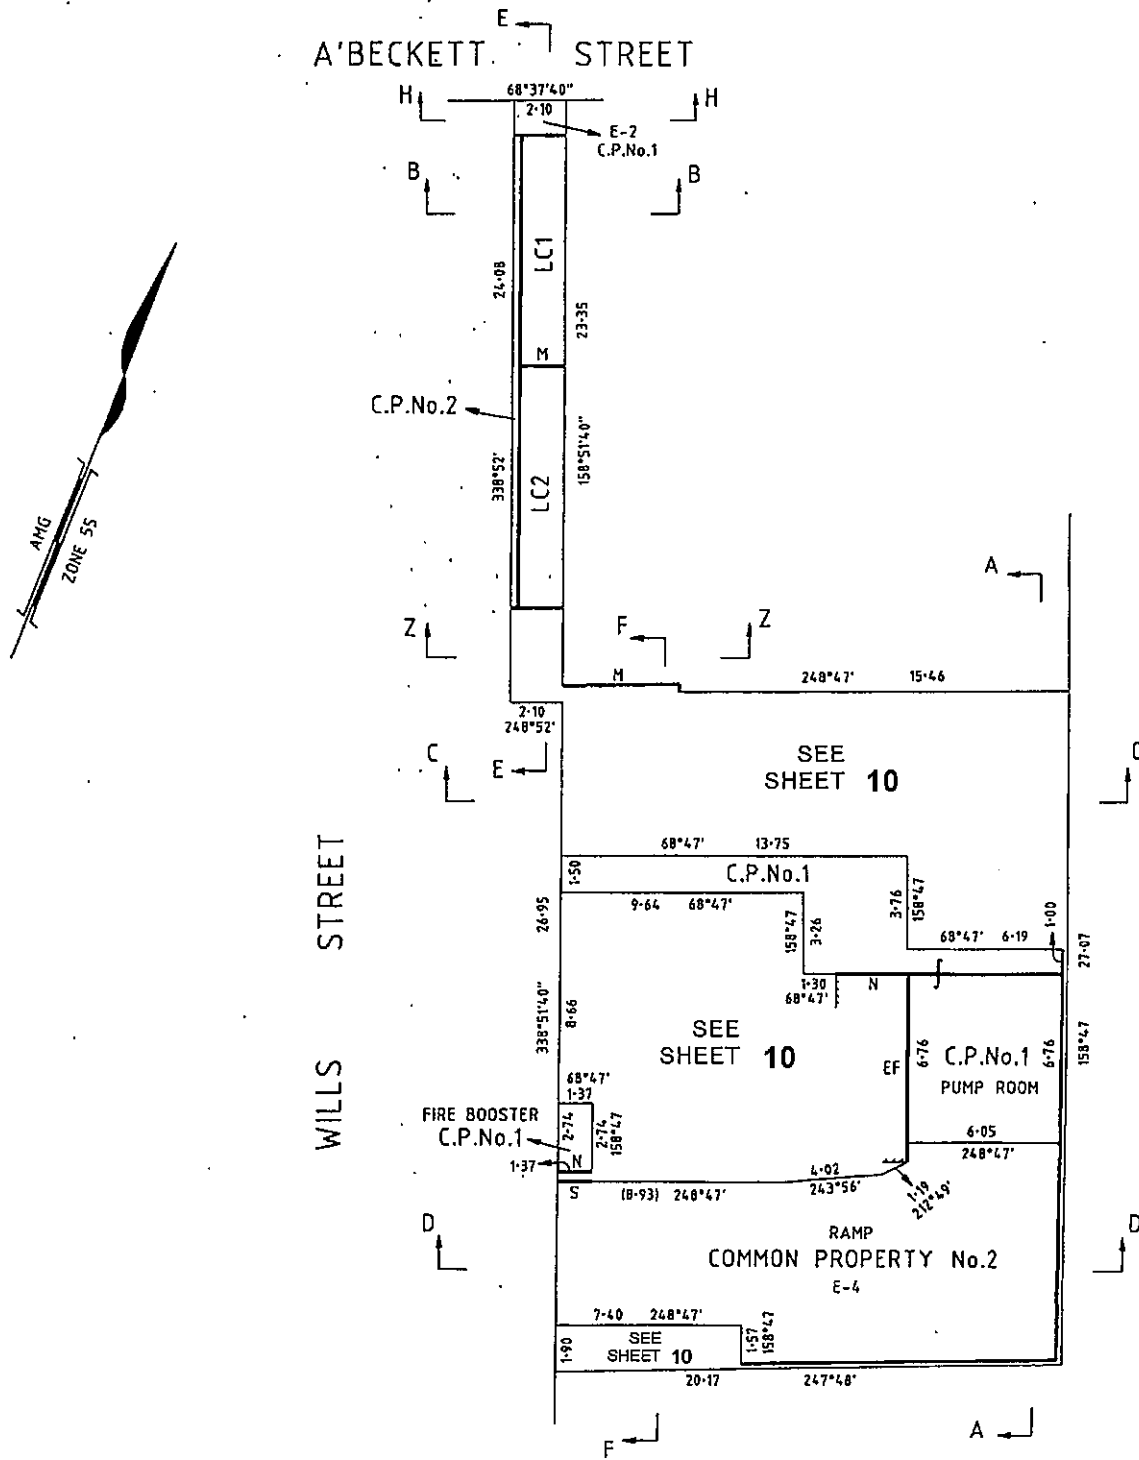 E
A'BECKETT. STREET
68°37'40"
H
2·10
H
E-2
C.P.No.1
B
B
24·08
LC1
23·35
M
C.P.No.2
338°52'
LC2
158°51'40"
AMG
ZONE 55
A
Z
F
Z
M
248°47' 15·46
2·10
248°52'
C
E
SEE
SHEET 10
C
68°47' 13·75
1·50
C.P.No.1
9·64 68°47'
158°47
3·26
3·76
158°47
68°47' 6·19
1·00
27·07
26·95
1·30
68°47'
N
WILLS STREET
338°51'40"
8·66
SEE
SHEET 10
EF
6·76
C.P.No.1
PUMP ROOM
6·76
158°47
68°47'
1·37
FIRE BOOSTER
C.P.No.1
2·74
2·74
158°47
1·37
N
6·05
248°47'
S
(8·93) 248°47'
4·02
243°56'
1·19
212°49'
D
D
RAMP
COMMON PROPERTY No.2
E-4
7·40 248°47'
1·90
SEE
SHEET 10
1·57
158°47
20·17 247°48'
F
A